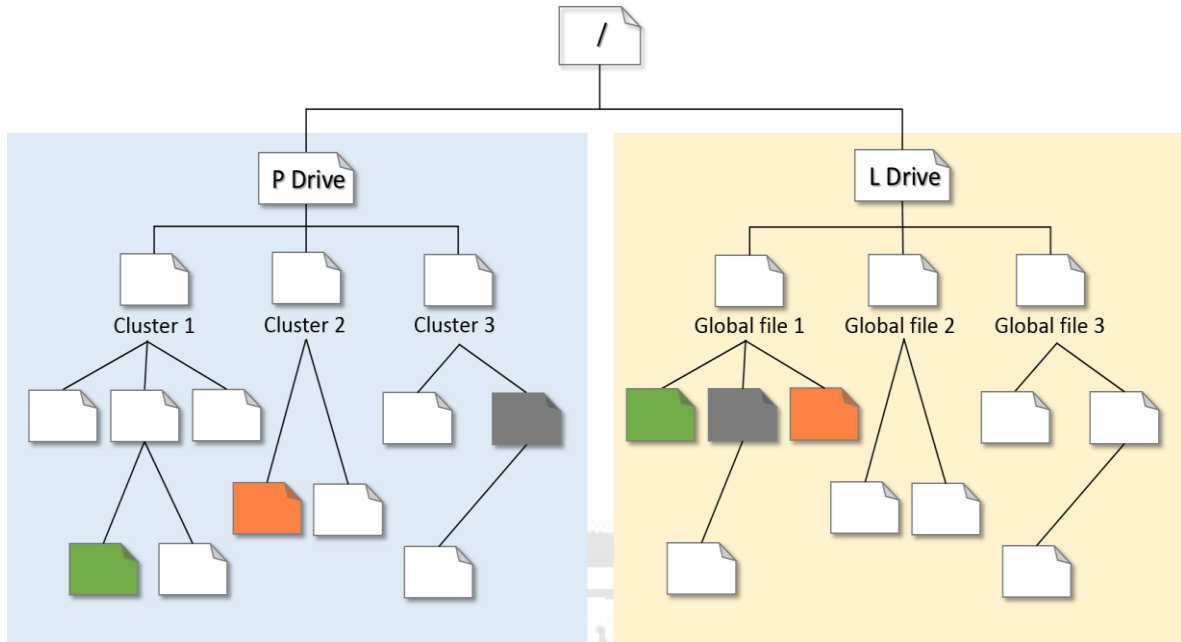 /
P Drive
L Drive
Cluster 1
Cluster 2
Cluster 3
Global file 1
Global file 2
Global file 3